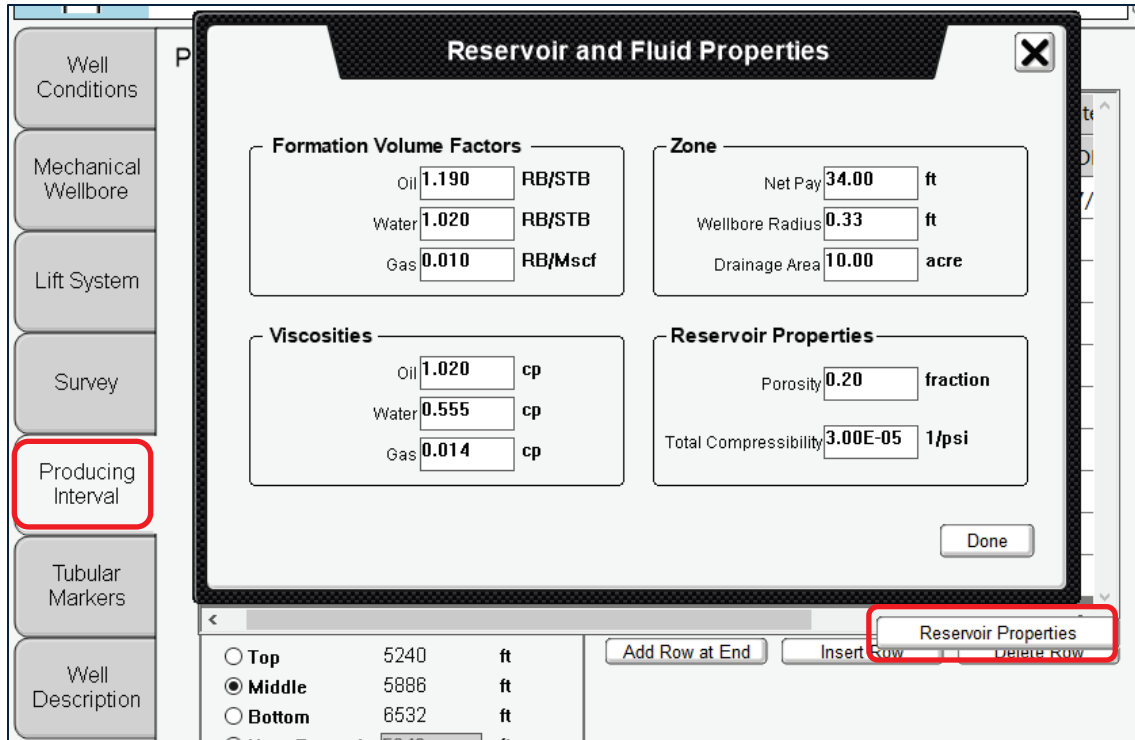 Reservoir and Fluid Properties
Well
Conditions
Mechanical
Wellbore
Lift System
Survey
Producing
Interval
Tubular
Markers
Well
Description
P
Formation Volume Factors
Oil 1.190 RB/STB
Water 1.020 RB/STB
Gas 0.010 RB/Mscf
Zone
Net Pay 34.00 ft
Wellbore Radius 0.33 ft
Drainage Area 10.00 acre
Viscosities
Oil 1.020 cp
Water 0.555 cp
Gas 0.014 cp
Reservoir Properties
Porosity 0.20 fraction
Total Compressibility 3.00E-05 1/psi
Done
Reservoir Properties
Add Row at End Insert Row Delete Row
Top 5240 ft
Middle 5886 ft
Bottom 6532 ft